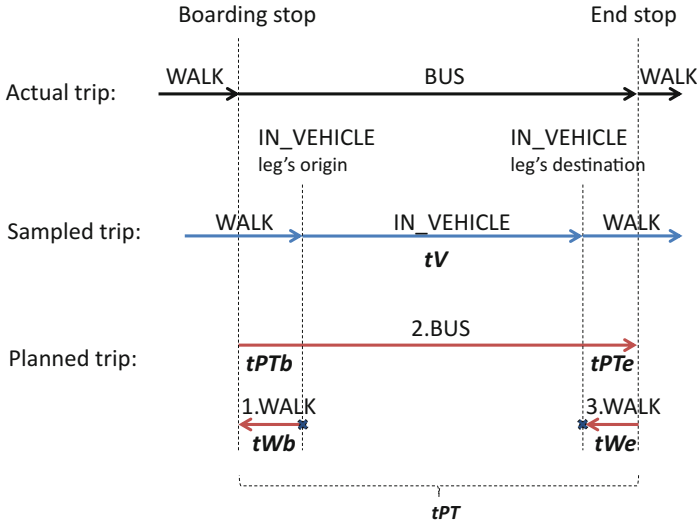 Boarding stop End stop
Actual trip: WALK BUS WALK
IN_VEHICLE IN_VEHICLE
leg's origin leg's destination
Sampled trip: WALK IN_VEHICLE WALK
tV
2.BUS
Planned trip: tPTb tPTe
1.WALK 3.WALK
tWb tWe
tPT